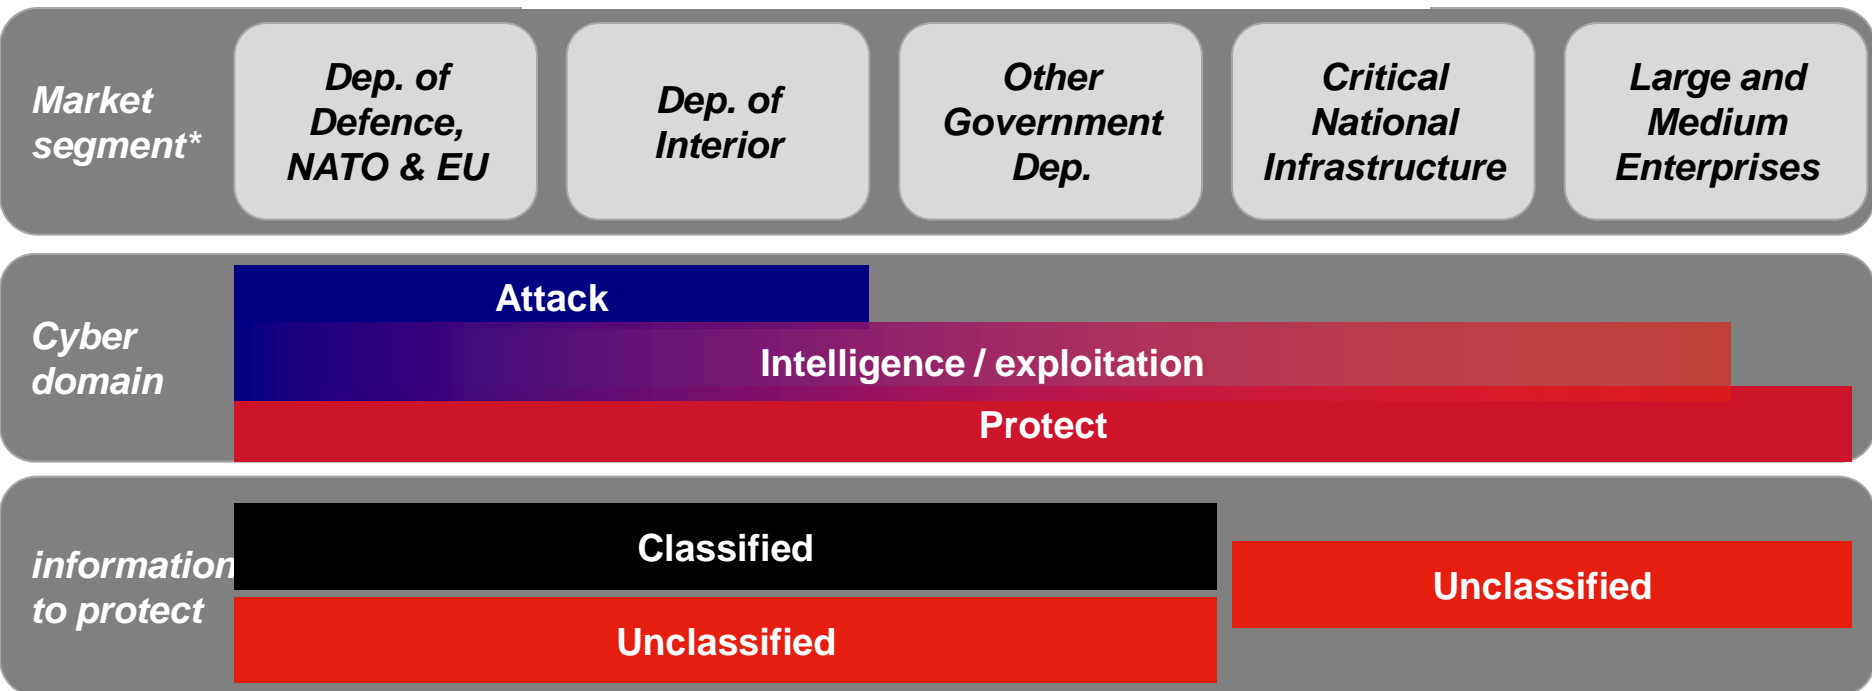 Market
segment*
Dep. of
Defence,
NATO & EU
Dep. of
Interior
Other
Government
Dep.
Critical
National
Infrastructure
Large and
Medium
Enterprises
Cyber
domain
Attack
Intelligence / exploitation
Protect
information
to protect
Classified
Unclassified
Unclassified